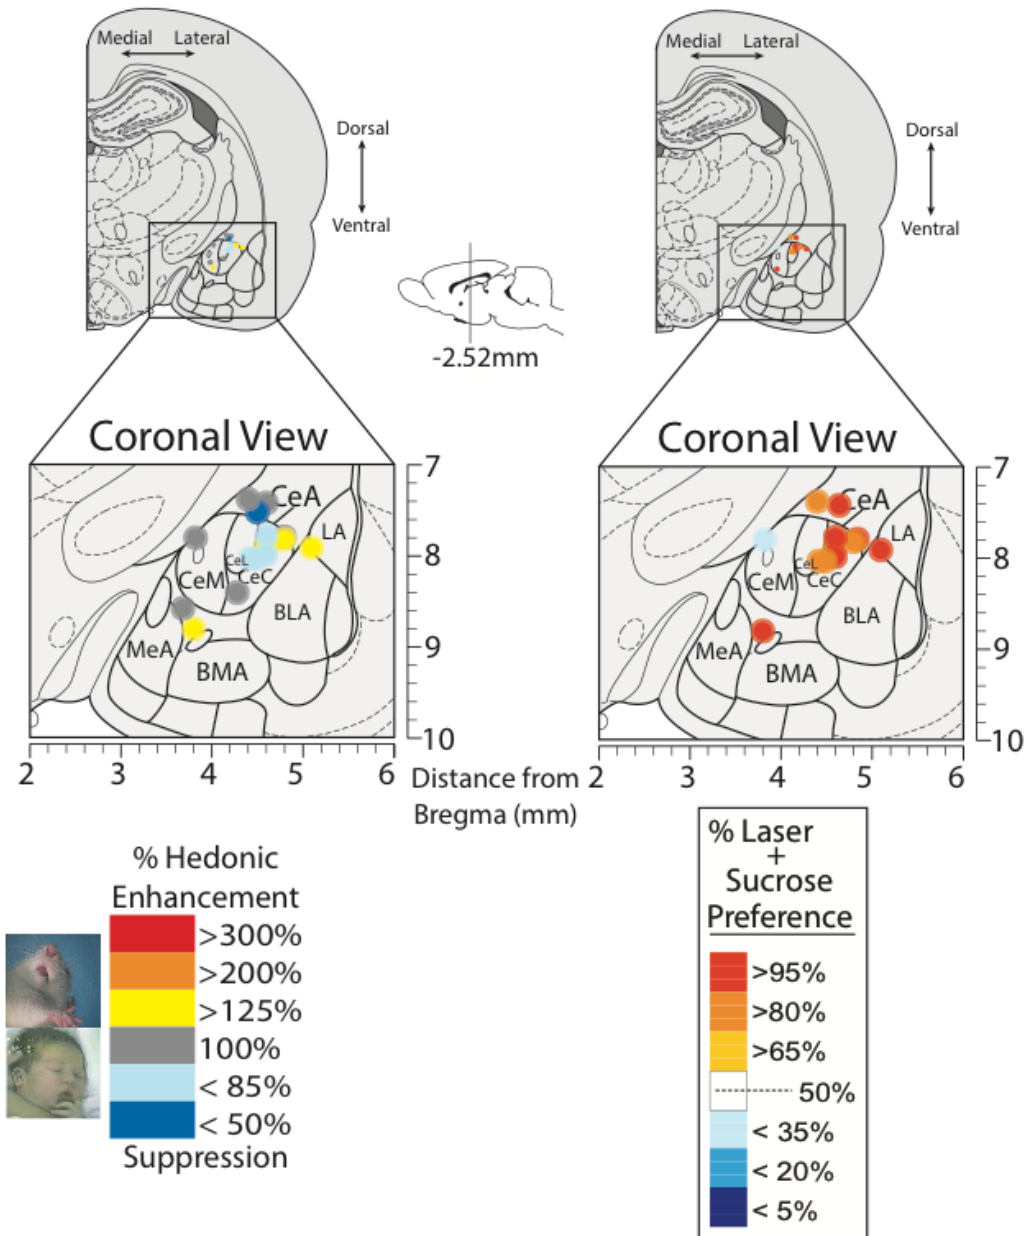 Medial Lateral
Dorsal
Ventral
Medial Lateral
Dorsal
Ventral
-2.52mm
Coronal View
CeA
LA
CeL
CeC
CeM
BLA
MeA
BMA
7
8
9
10
2 3 4 5 6
Coronal View
CeA
LA
CeL
CeC
CeM
BLA
MeA
BMA
7
8
9
10
2 3 4 5 6
Distance from
Bregma (mm)
% Hedonic
Enhancement
>300%
>200%
>125%
100%
< 85%
< 50%
Suppression
% Laser
+
Sucrose
Preference
>95%
>80%
>65%
50%
< 35%
< 20%
< 5%